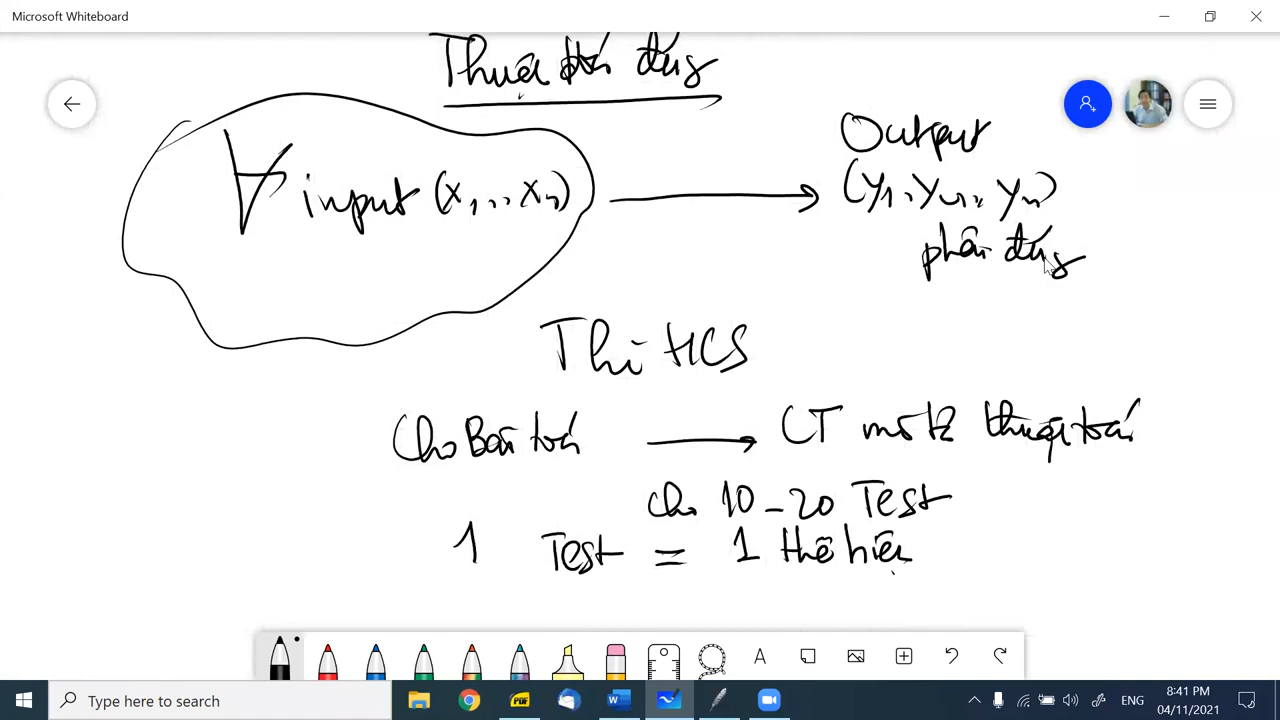 Microsoft Whiteboard
Thuật toán đúng
∀ input (x1,.. xn)
Output
(y1, y2,.. yn)
phải đúng
Thi HCS
Cho Bài toán → CT mô tả thuật toán
cho 10-20 Test
1 Test = 1 thể hiện
Type here to search
ENG
8:41 PM
04/11/2021